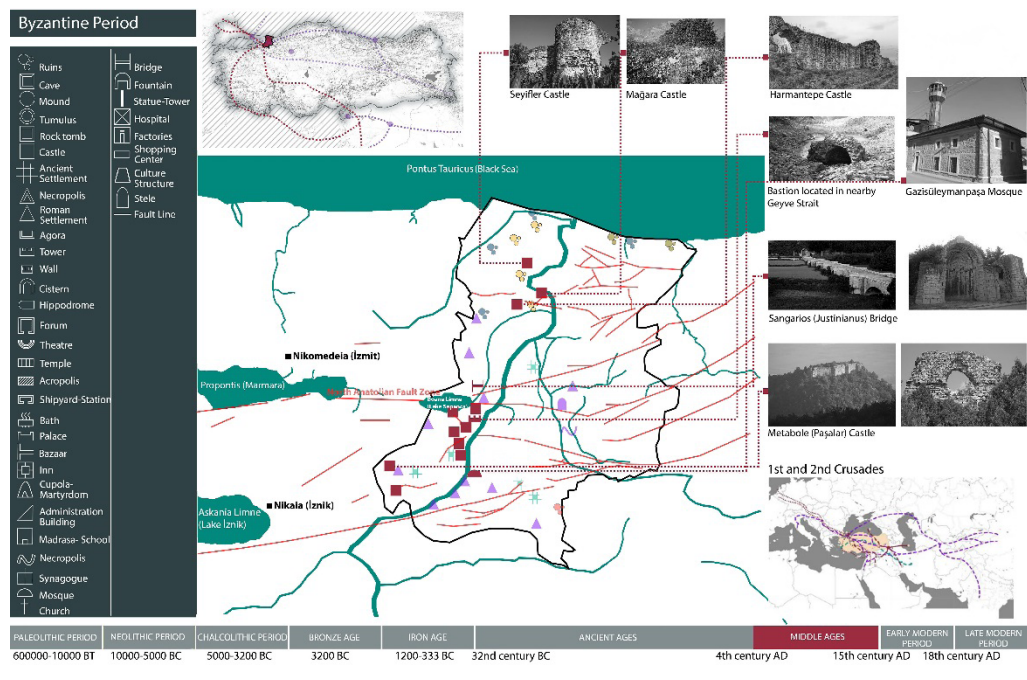 Byzantine Period
Ruins
Cave
Mound
Tumulus
Rock tomb
Castle
Ancient
Settlement
Necropolis
Roman
Settlement
Agora
Tower
Wall
Cistern
Hippodrome
Forum
Theatre
Temple
Acropolis
Shipyard-Station
Bath
Palace
Bazaar
Inn
Cupola-
Martyrdom
Administration
Building
Madrasa- School
Necropolis
Synagogue
Mosque
Church
Bridge
Fountain
Statue-Tower
Hospital
Factories
Shopping
Center
Culture
Structure
Stele
Fault Line
Seyifler Castle
Mağara Castle
Harmantepe Castle
Bastion located in nearby
Geyve Strait
Gazisüleymanpaşa Mosque
Sangarios (Justinianus) Bridge
Metabole (Paşalar) Castle
1st and 2nd Crusades
Pontus Tauricus (Black Sea)
Nikomedeia (İzmit)
Propontis (Marmara)
North Anatolian Fault Zone
Nikaia (İznik)
Askania Limne
(Lake İznik)
PALEOLITHIC PERIOD
NEOLITHIC PERIOD
CHALCOLITHIC PERIOD
BRONZE AGE
IRON AGE
ANCIENT AGES
MIDDLE AGES
EARLY MODERN
PERIOD
LATE MODERN
PERIOD
600000-10000 BT
10000-5000 BC
5000-3200 BC
3200 BC
1200-333 BC
32nd century BC
4th century AD
15th century AD
18th century AD